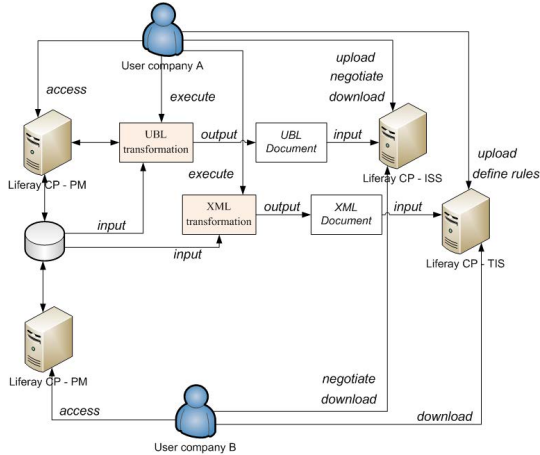 User company A
upload
negotiate
download
access
execute
UBL
transformation
output
UBL
Document
input
Liferay CP - PM
Liferay CP - ISS
upload
define rules
execute
XML
transformation
output
XML
Document
input
input
input
Liferay CP - TIS
Liferay CP - PM
negotiate
download
access
download
User company B